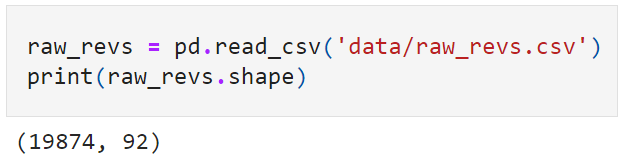 raw_revs = pd.read_csv('data/raw_revs.csv')
print(raw_revs.shape)
(19874, 92)